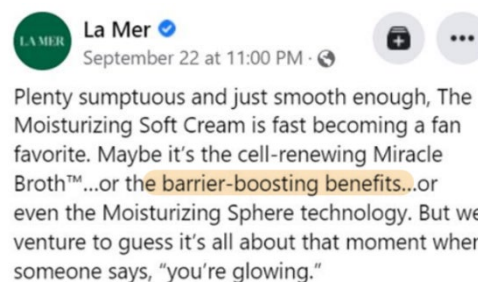 LA MER
La Mer
September 22 at 11:00 PM ·
Plenty sumptuous and just smooth enough, The
Moisturizing Soft Cream is fast becoming a fan
favorite. Maybe it's the cell-renewing Miracle
Broth™...or the barrier-boosting benefits...or
even the Moisturizing Sphere technology. But we
venture to guess it's all about that moment when
someone says, “you're glowing.”